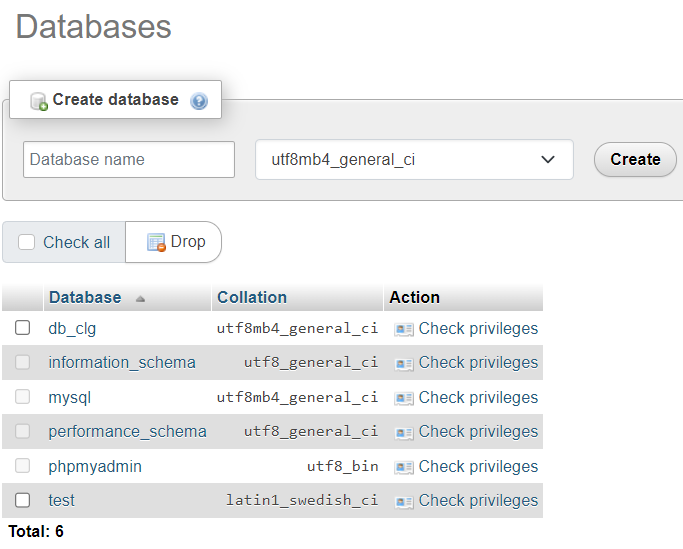 Databases
Create database
Database name utf8mb4_general_ci Create
Check all Drop
Database Collation Action
db_clg utf8mb4_general_ci Check privileges
information_schema utf8_general_ci Check privileges
mysql utf8mb4_general_ci Check privileges
performance_schema utf8_general_ci Check privileges
phpmyadmin utf8_bin Check privileges
test latin1_swedish_ci Check privileges
Total: 6